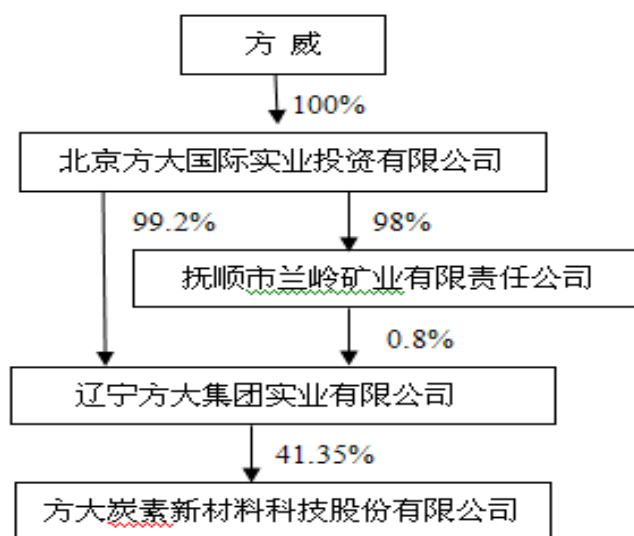 方 威
100%
北京方大国际实业投资有限公司
99.2%
98%
抚顺市兰岭矿业有限责任公司
0.8%
辽宁方大集团实业有限公司
41.35%
方大炭素新材料科技股份有限公司